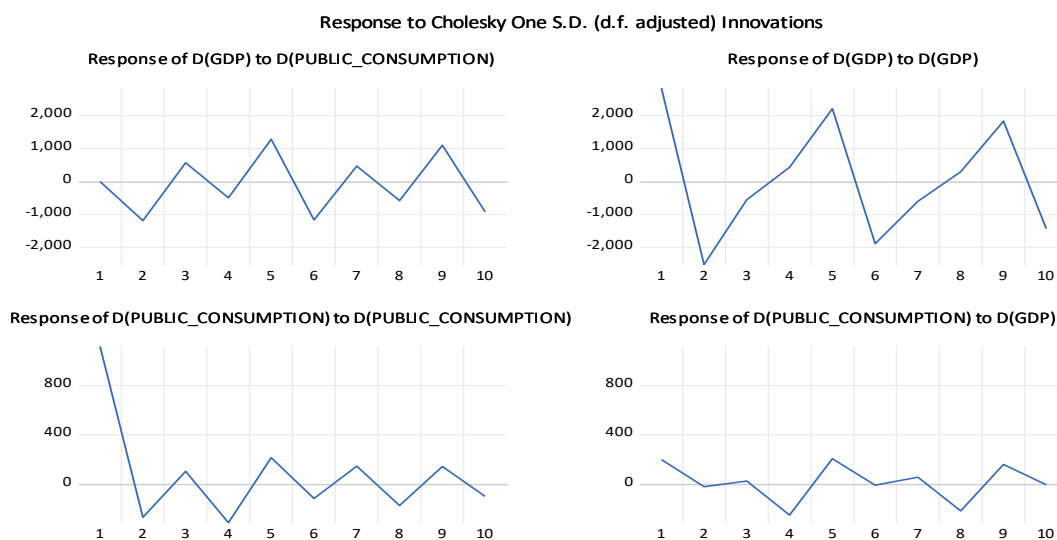 Response to Cholesky One S.D. (d.f. adjusted) Innovations
Response of D(GDP) to D(PUBLIC_CONSUMPTION)
2,000
1,000
0
-1,000
-2,000
1 2 3 4 5 6 7 8 9 10
Response of D(GDP) to D(GDP)
2,000
1,000
0
-1,000
-2,000
1 2 3 4 5 6 7 8 9 10
Response of D(PUBLIC_CONSUMPTION) to D(PUBLIC_CONSUMPTION)
800
400
0
1 2 3 4 5 6 7 8 9 10
Response of D(PUBLIC_CONSUMPTION) to D(GDP)
800
400
0
1 2 3 4 5 6 7 8 9 10